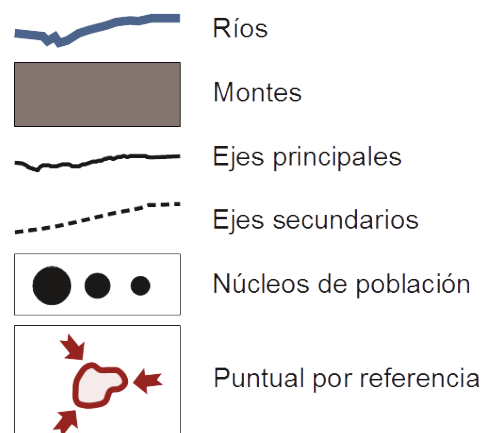 Ríos
Montes
Ejes principales
Ejes secundarios
Núcleos de población
Puntual por referencia